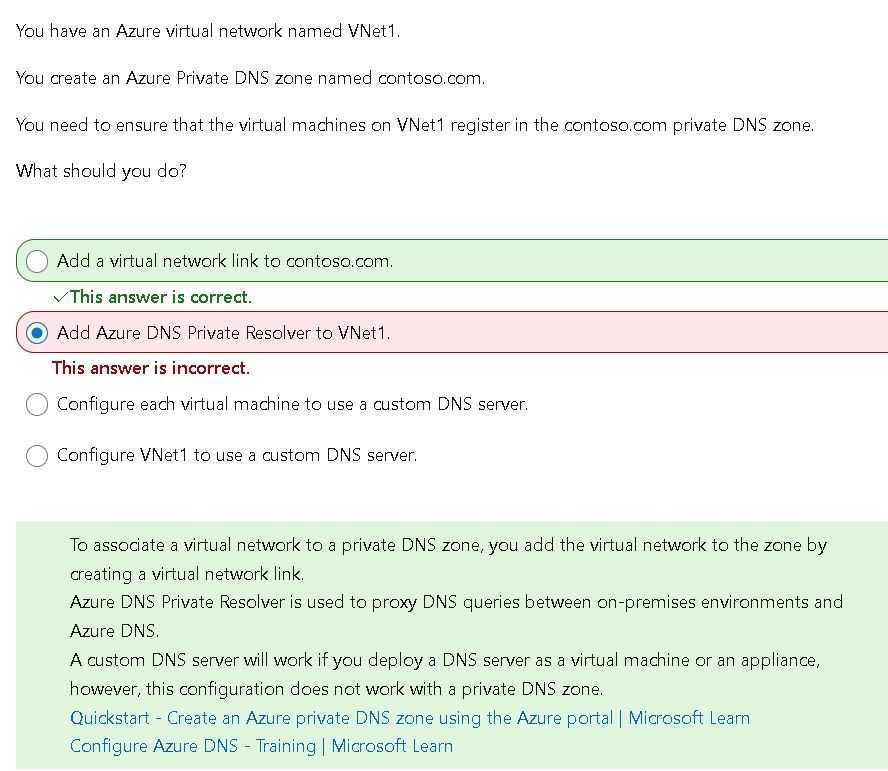 You have an Azure virtual network named VNet1.
You create an Azure Private DNS zone named contoso.com.
You need to ensure that the virtual machines on VNet1 register in the contoso.com private DNS zone.
What should you do?
Add a virtual network link to contoso.com.
✓This answer is correct.
Add Azure DNS Private Resolver to VNet1.
This answer is incorrect.
Configure each virtual machine to use a custom DNS server.
Configure VNet1 to use a custom DNS server.
To associate a virtual network to a private DNS zone, you add the virtual network to the zone by
creating a virtual network link.
Azure DNS Private Resolver is used to proxy DNS queries between on-premises environments and
Azure DNS.
A custom DNS server will work if you deploy a DNS server as a virtual machine or an appliance,
however, this configuration does not work with a private DNS zone.
Quickstart - Create an Azure private DNS zone using the Azure portal | Microsoft Learn
Configure Azure DNS - Training | Microsoft Learn